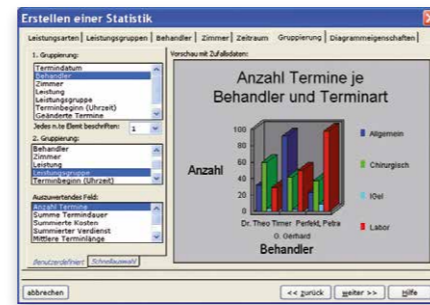 Erstellen einer Statistik
Leistungsarten Leistungsgruppen Behandler Zimmer Zeitraum Gruppierung Diagrammeigenschaften
1. Gruppierung:
Termindatum
Behandler
Zimmer
Leistung
Leistungsgruppe
Terminbeginn (Uhrzeit)
Geänderte Termine
Jedes n.te Elemt beschriften: 1
2. Gruppierung:
Behandler
Zimmer
Leistung
Leistungsgruppe
Terminbeginn (Uhrzeit)
Auszuwertendes Feld:
Anzahl Termine
Summe Termindauer
Summierte Kosten
Summierter Verdienst
Mittlere Terminlänge
Benutzerdefiniert Schnellauswahl
Vorschau mit Zufallsdaten:
Anzahl Termine je
Behandler und Terminart
Anzahl
100
80
60
40
20
0
Dr. Theo Timer Perfekt, Petra
O. Gerhard
Behandler
Allgemein
Chirurgisch
IGel
Labor
abbrechen << zurück weiter >> Hilfe